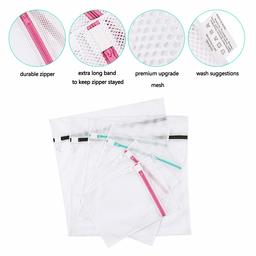 durable zipper
extra long band
to keep zipper stayed
premium upgrade
mesh
wash suggestions